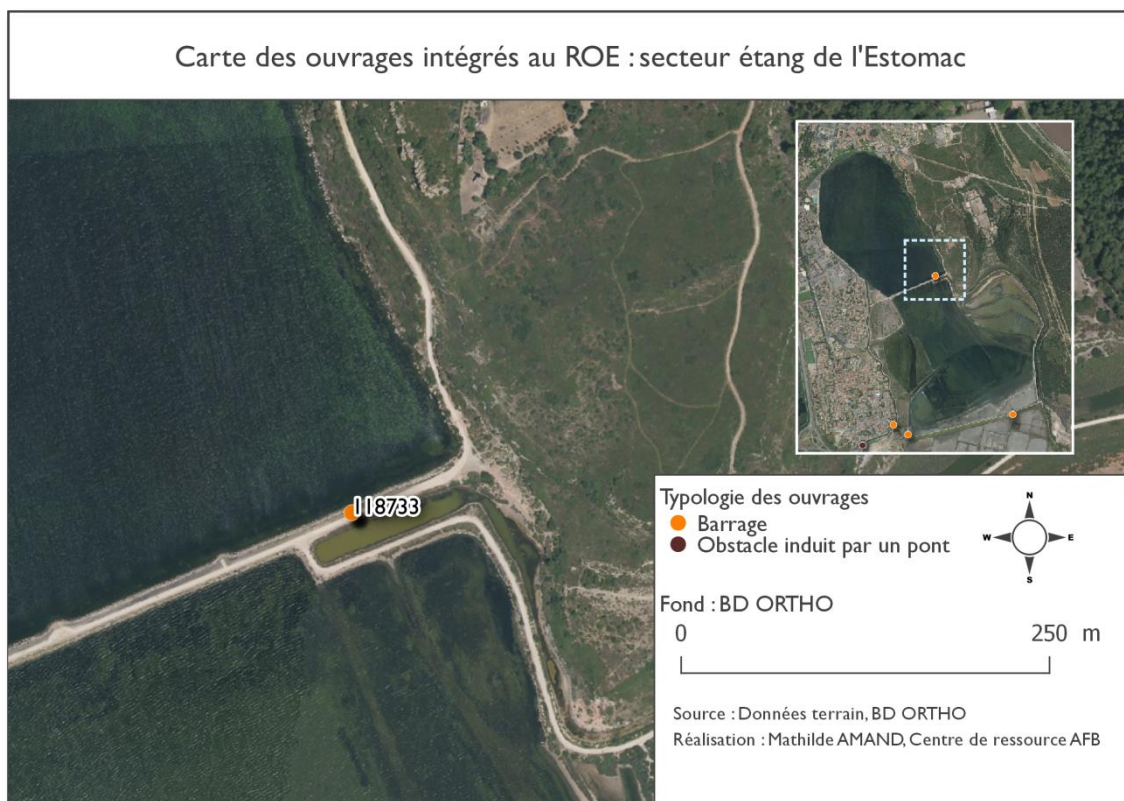 Carte des ouvrages intégrés au ROE : secteur étang de l'Estomac
118733
Typologie des ouvrages
Barrage
Obstacle induit par un pont
N
W
E
S
Fond : BD ORTHO
0
250 m
Source : Données terrain, BD ORTHO
Réalisation : Mathilde AMAND, Centre de ressource AFB